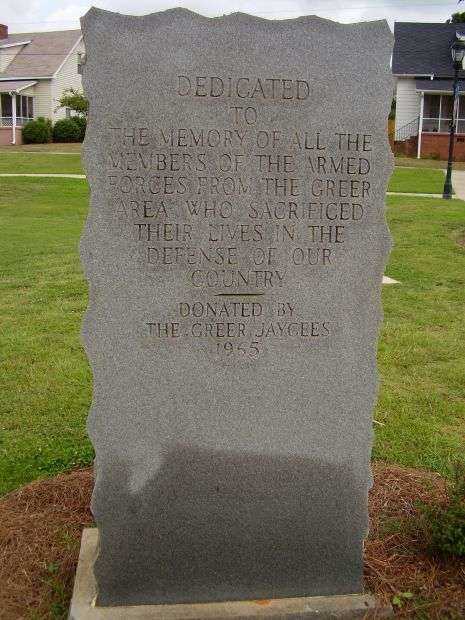 DEDICATED
TO
THE MEMORY OF ALL THE
MEMBERS OF THE ARMED
FORCES FROM THE GREER
AREA WHO SACRIFICED
THEIR LIVES IN THE
DEFENSE OF OUR
COUNTRY
DONATED BY
THE GREER JAYCEES
1965